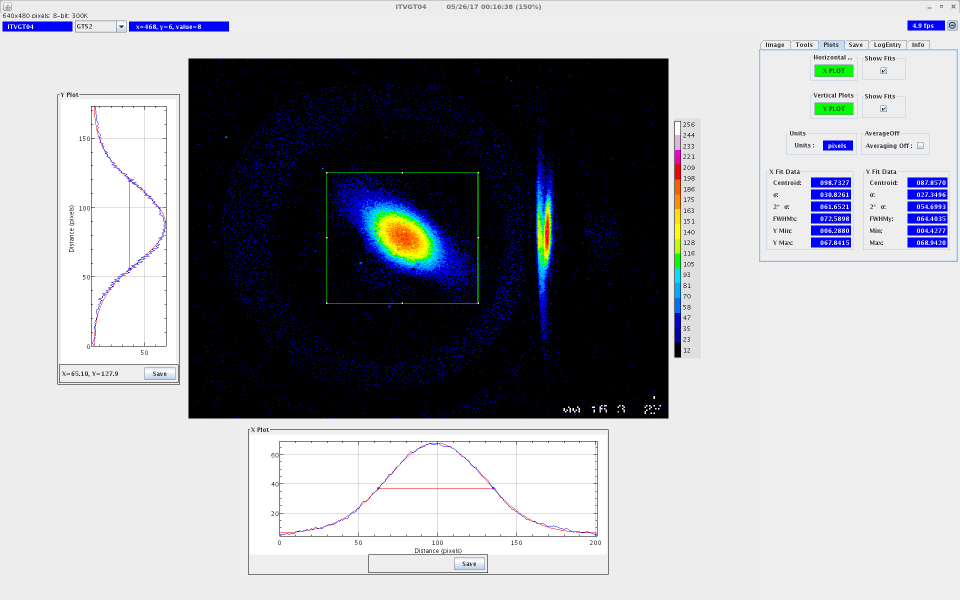 ITVGT04 05/26/17 00:16:38 (150%)
640x480 pixels: 8-bit: 300K
ITVGT04 GTS2 x=468, y=6, value=8 4.9 fps
Image Tools Plots Save LogEntry Info
Horizontal ... Show Fits
X PLOT
Vertical Plots Show Fits
Y PLOT
Units AverageOff
Units : pixels Averaging Off :
X Fit Data Y Fit Data
Centroid: 098.7327 Centroid: 087.8570
σ: 030.8261 σ: 027.3496
2* σ: 061.6521 2* σ: 054.6993
FWHMx: 072.5898 FWHMy: 064.4035
Y Min: 006.2880 Min: 004.4277
Y Max: 067.8415 Max: 068.9420
Y Plot
150
100
50
0
Distance (pixels)
50
X=65.10, Y=127.9 Save
256
244
233
221
209
198
186
175
163
151
140
128
116
105
93
81
70
58
47
35
23
12
X Plot
60
40
20
0 50 100 150 200
Distance (pixels)
Save